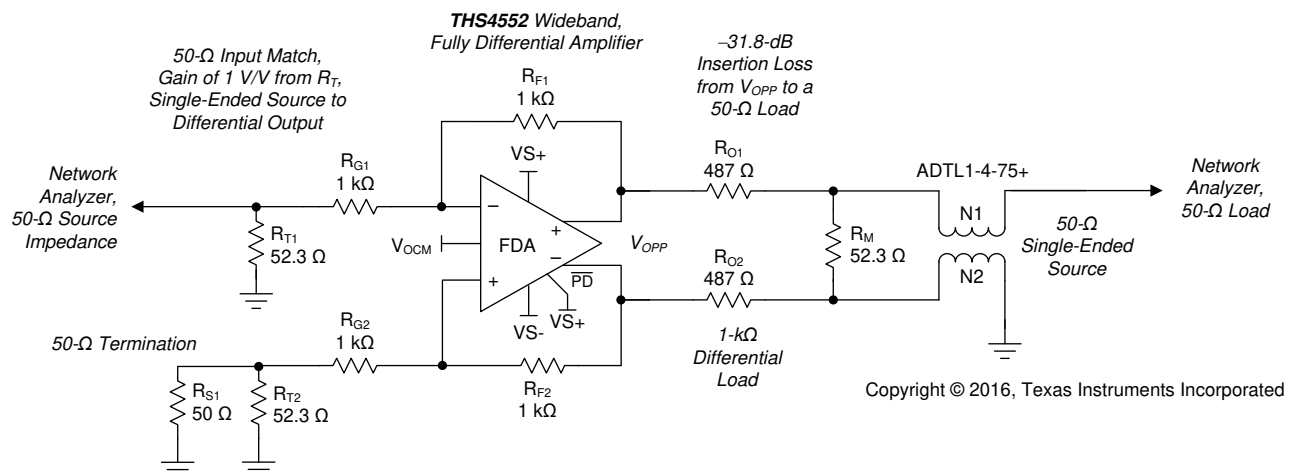 THS4552 Wideband,
Fully Differential Amplifier
50-Ω Input Match,
Gain of 1 V/V from RT,
Single-Ended Source to
Differential Output
–31.8-dB
Insertion Loss
from VOPP to a
50-Ω Load
RF1
1 kΩ
VS+
RG1
1 kΩ
RO1
487 Ω
ADTL1-4-75+
Network
Analyzer,
50-Ω Source
Impedance
Network
Analyzer,
50-Ω Load
RT1
52.3 Ω
VOCM
−
+
FDA
+
−
PD
VOPP
RM
52.3 Ω
N1
N2
50-Ω
Single-Ended
Source
VS-
VS+
RO2
487 Ω
RG2
1 kΩ
50-Ω Termination
RS1
50 Ω
RT2
52.3 Ω
RF2
1 kΩ
1-kΩ
Differential
Load
Copyright © 2016, Texas Instruments Incorporated